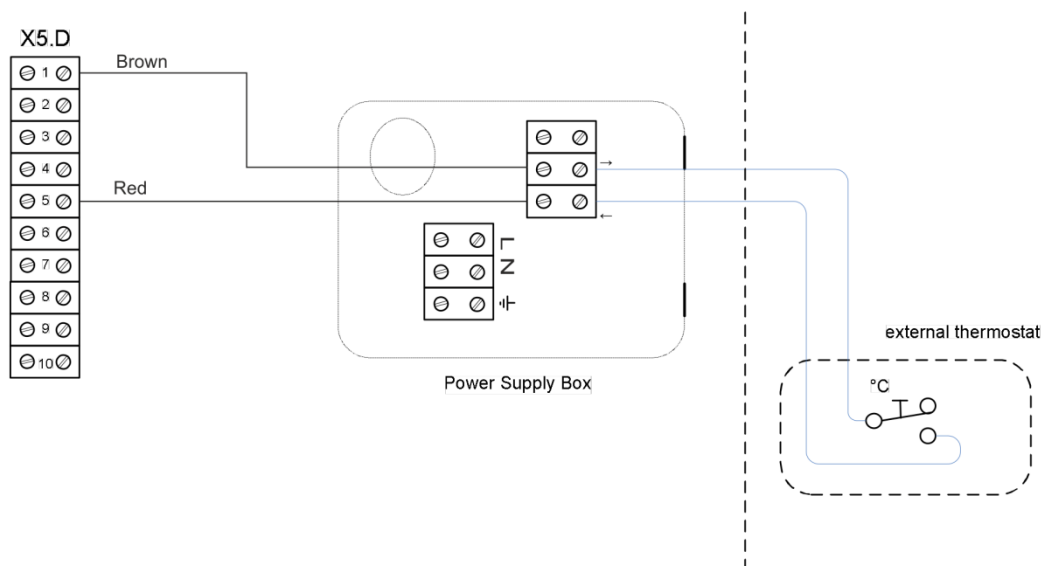 X5.D
1
Brown
2
3
4
→
5
Red
←
6
L
7
N
8
9
10
external thermostat
Power Supply Box
°C